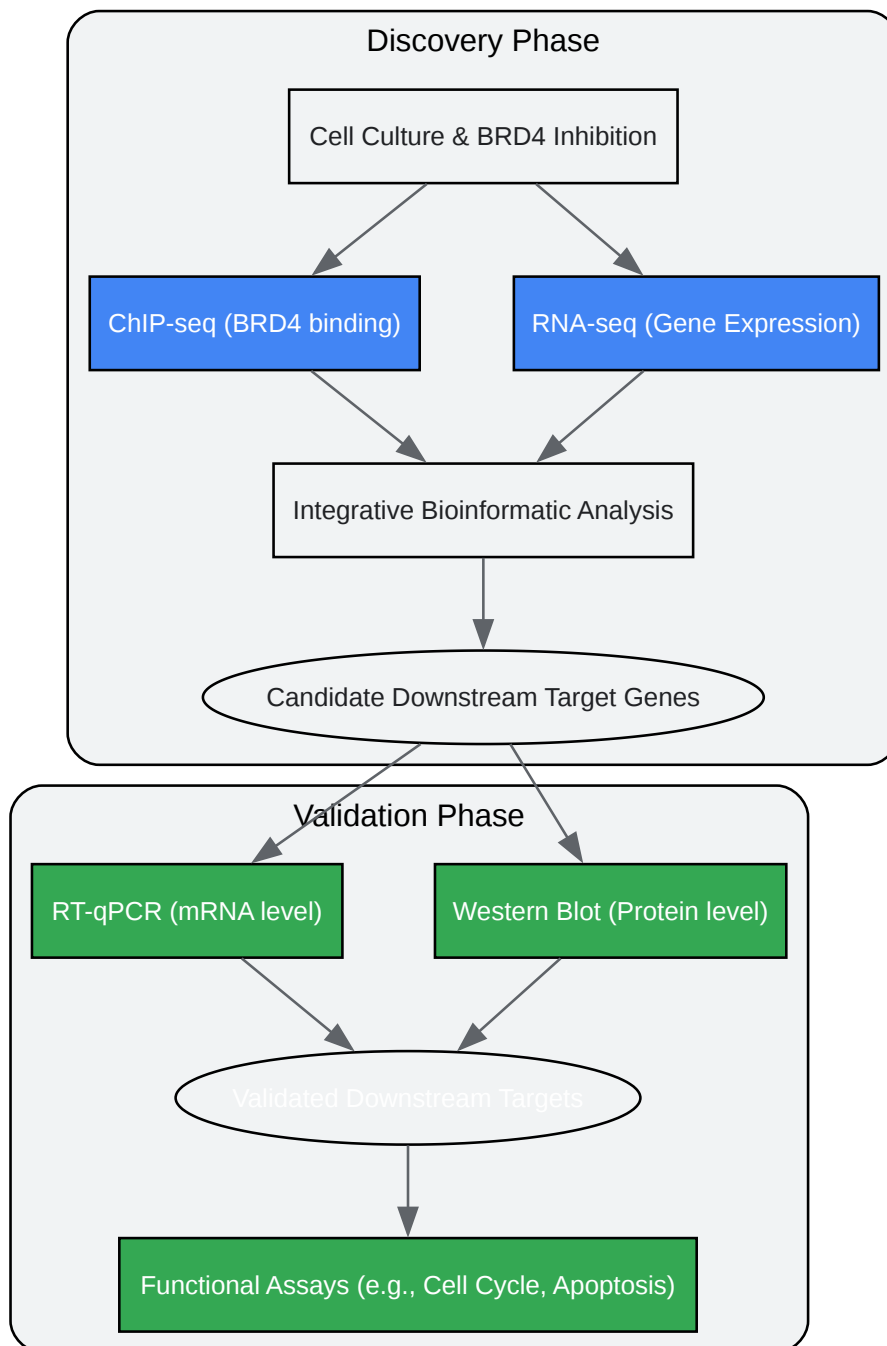 Discovery Phase
Cell Culture & BRD4 Inhibition
ChIP-seq (BRD4 binding)
RNA-seq (Gene Expression)
Integrative Bioinformatic Analysis
Candidate Downstream Target Genes
Validation Phase
RT-qPCR (mRNA level)
Western Blot (Protein level)
Validated Downstream Targets
Functional Assays (e.g., Cell Cycle, Apoptosis)